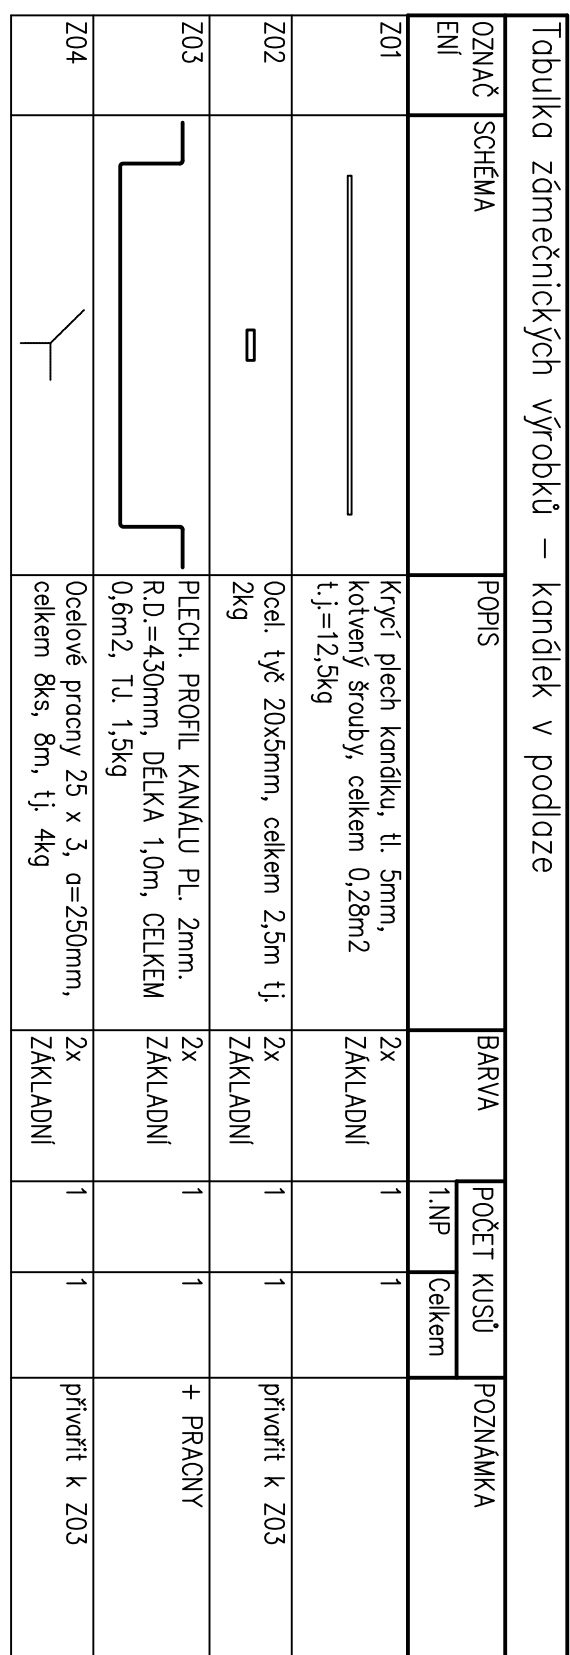 Tabulka zámečnických výrobků – kanálek v podlaze
OZNAČ
ENÍ
SCHÉMA
POPIS
BARVA
POČET KUSŮ
1.NP
Celkem
POZNÁMKA
Z01
Krycí plech kanálku, tl. 5mm,
kotvený šrouby, celkem 0,28m2
t.j=12,5kg
2x
ZÁKLADNÍ
1
1
Z02
Ocel. tyč 20x5mm, celkem 2,5m tj.
2kg
2x
ZÁKLADNÍ
1
1
přivařit k Z03
Z03
PLECH. PROFIL KANÁLU PL. 2mm.
R.D.=430mm, DÉLKA 1,0m, CELKEM
0,6m2, TJ. 1,5kg
2x
ZÁKLADNÍ
1
1
+ PRACNY
Z04
Ocelové pracny 25 x 3, a=250mm,
celkem 8ks, 8m, tj. 4kg
2x
ZÁKLADNÍ
1
1
přivařit k Z03